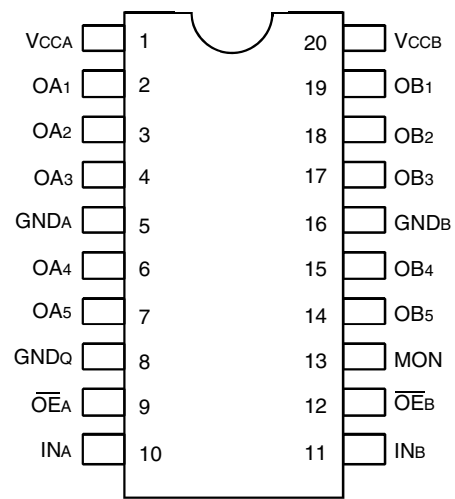 VCCA 1 20 VCCB
OA1 2 19 OB1
OA2 3 18 OB2
OA3 4 17 OB3
GNDA 5 16 GNDB
OA4 6 15 OB4
OA5 7 14 OB5
GNDQ 8 13 MON
O̅E̅A 9 12 O̅E̅B
INA 10 11 INB